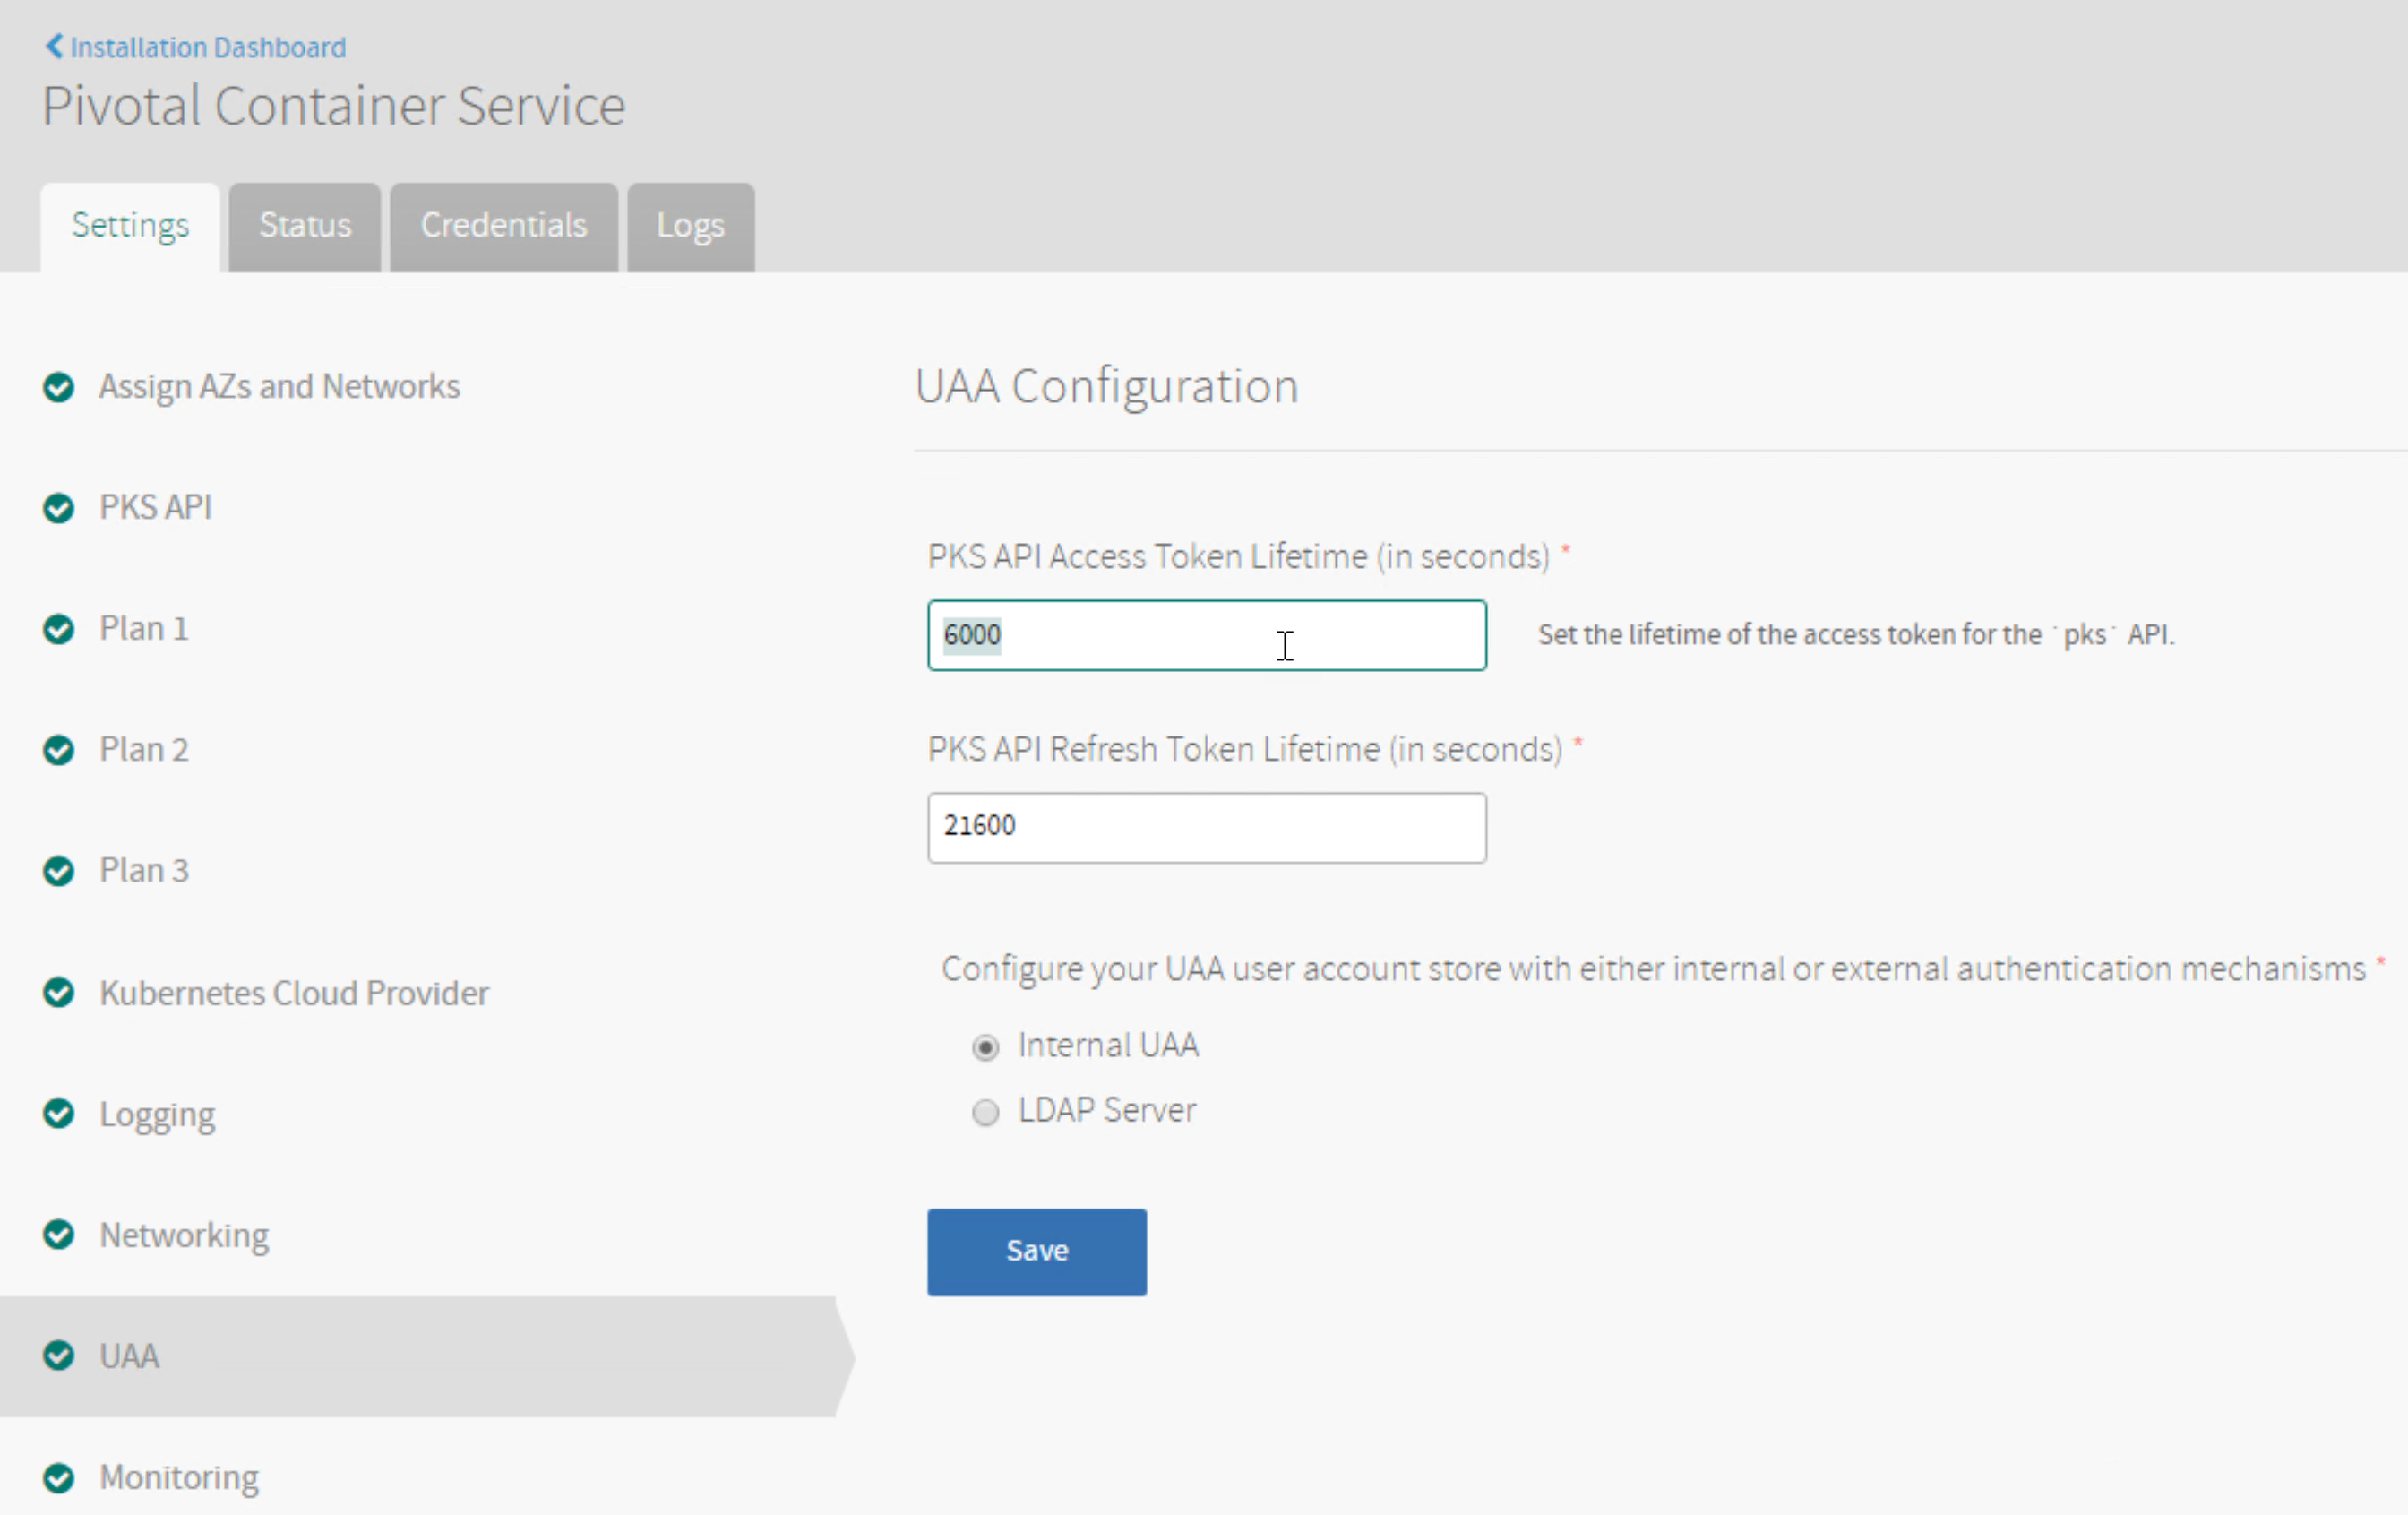 Installation Dashboard
Pivotal Container Service
Settings
Status
Credentials
Logs
Assign AZs and Networks
PKS API
Plan 1
Plan 2
Plan 3
Kubernetes Cloud Provider
Logging
Networking
UAA
Monitoring
UAA Configuration
PKS API Access Token Lifetime (in seconds) *
6000
Set the lifetime of the access token for the `pks` API.
PKS API Refresh Token Lifetime (in seconds) *
21600
Configure your UAA user account store with either internal or external authentication mechanisms *
Internal UAA
LDAP Server
Save